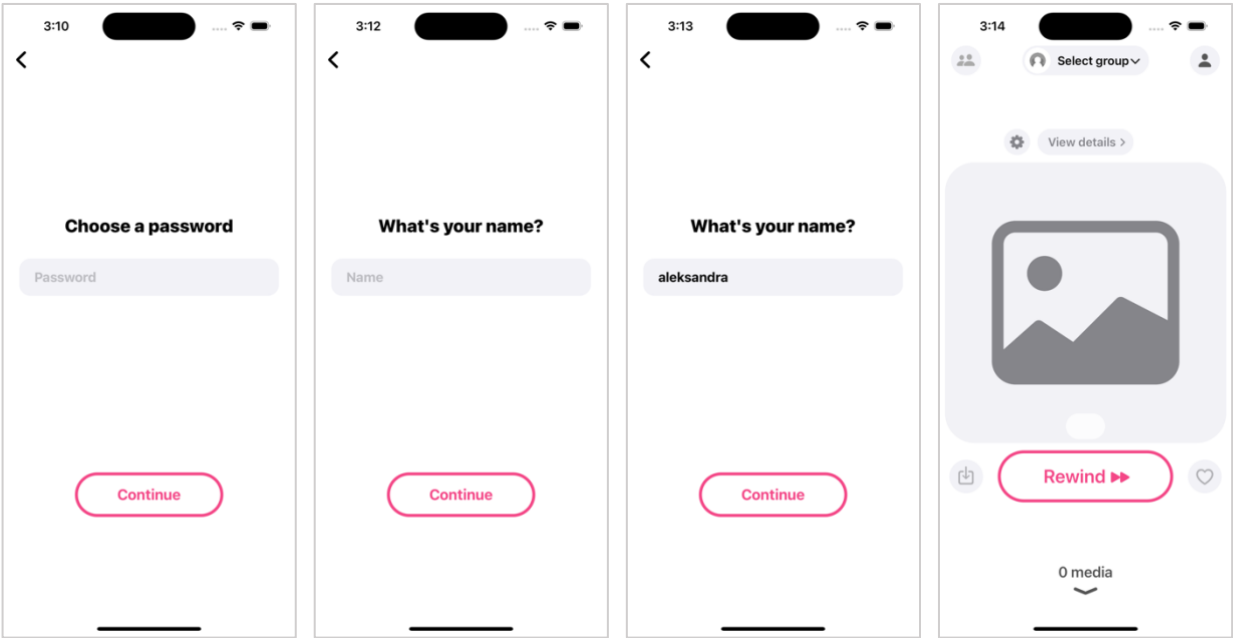 3:10
Choose a password
Password
Continue
3:12
What's your name?
Name
Continue
3:13
What's your name?
aleksandra
Continue
3:14
Select group
View details
Rewind
0 media